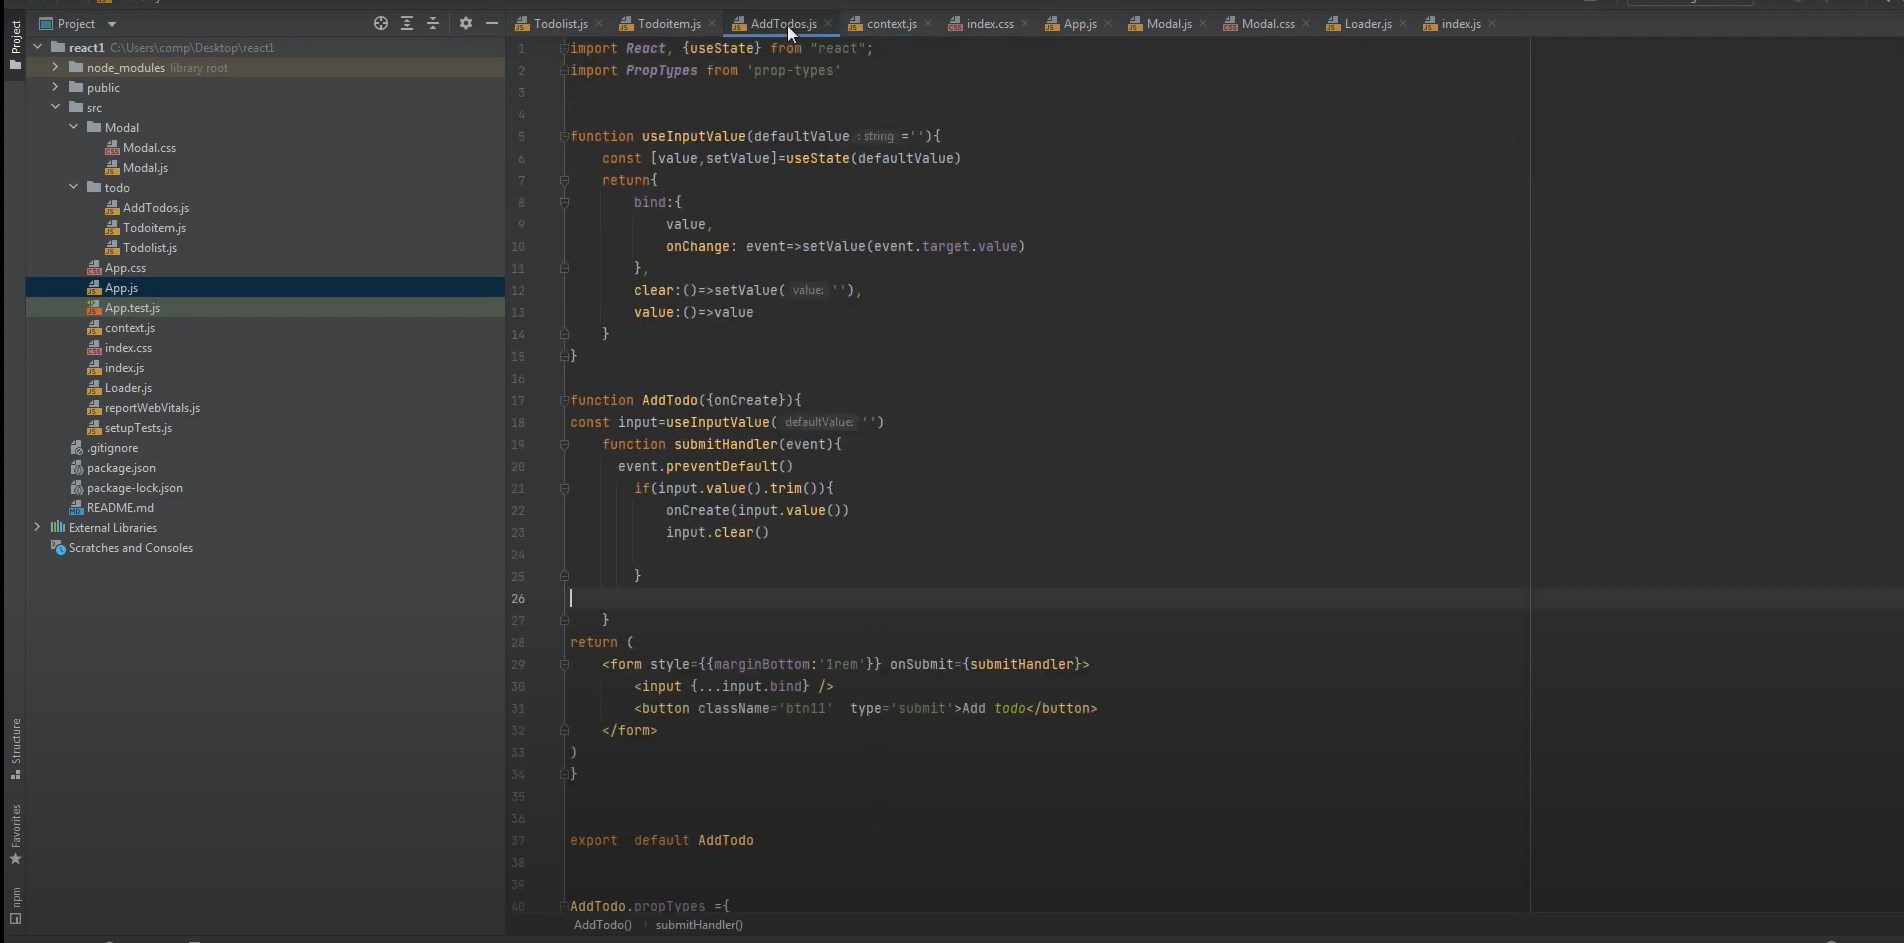 Project
Todolist.js
Todoitem.js
AddTodos.js
context.js
index.css
App.js
Modal.js
Modal.css
Loader.js
index.js
Project
react1 C:\Users\comp\Desktop\react1
node_modules library root
public
src
Modal
Modal.css
Modal.js
todo
AddTodos.js
Todoitem.js
Todolist.js
App.css
App.js
App.test.js
context.js
index.css
index.js
Loader.js
reportWebVitals.js
setupTests.js
.gitignore
package.json
package-lock.json
README.md
External Libraries
Scratches and Consoles
Structure
Favorites
npm
1 import React, {useState} from "react";
2 import PropTypes from 'prop-types'
3
4
5 function useInputValue(defaultValue : string =''){
6 const [value,setValue]=useState(defaultValue)
7 return{
8 bind:{
9 value,
10 onChange: event=>setValue(event.target.value)
11 },
12 clear:()=>setValue( value: ''),
13 value:()=>value
14 }
15 }
16
17 function AddTodo({onCreate}){
18 const input=useInputValue( defaultValue: '')
19 function submitHandler(event){
20 event.preventDefault()
21 if(input.value().trim()){
22 onCreate(input.value())
23 input.clear()
24
25 }
26
27 }
28 return (
29 <form style={{marginBottom:'1rem'}} onSubmit={submitHandler}>
30 <input {...input.bind} />
31 <button className='btn11'  type='submit'>Add todo</button>
32 </form>
33 )
34 }
35
36
37 export  default AddTodo
38
39
40 AddTodo.propTypes ={
AddTodo() › submitHandler()